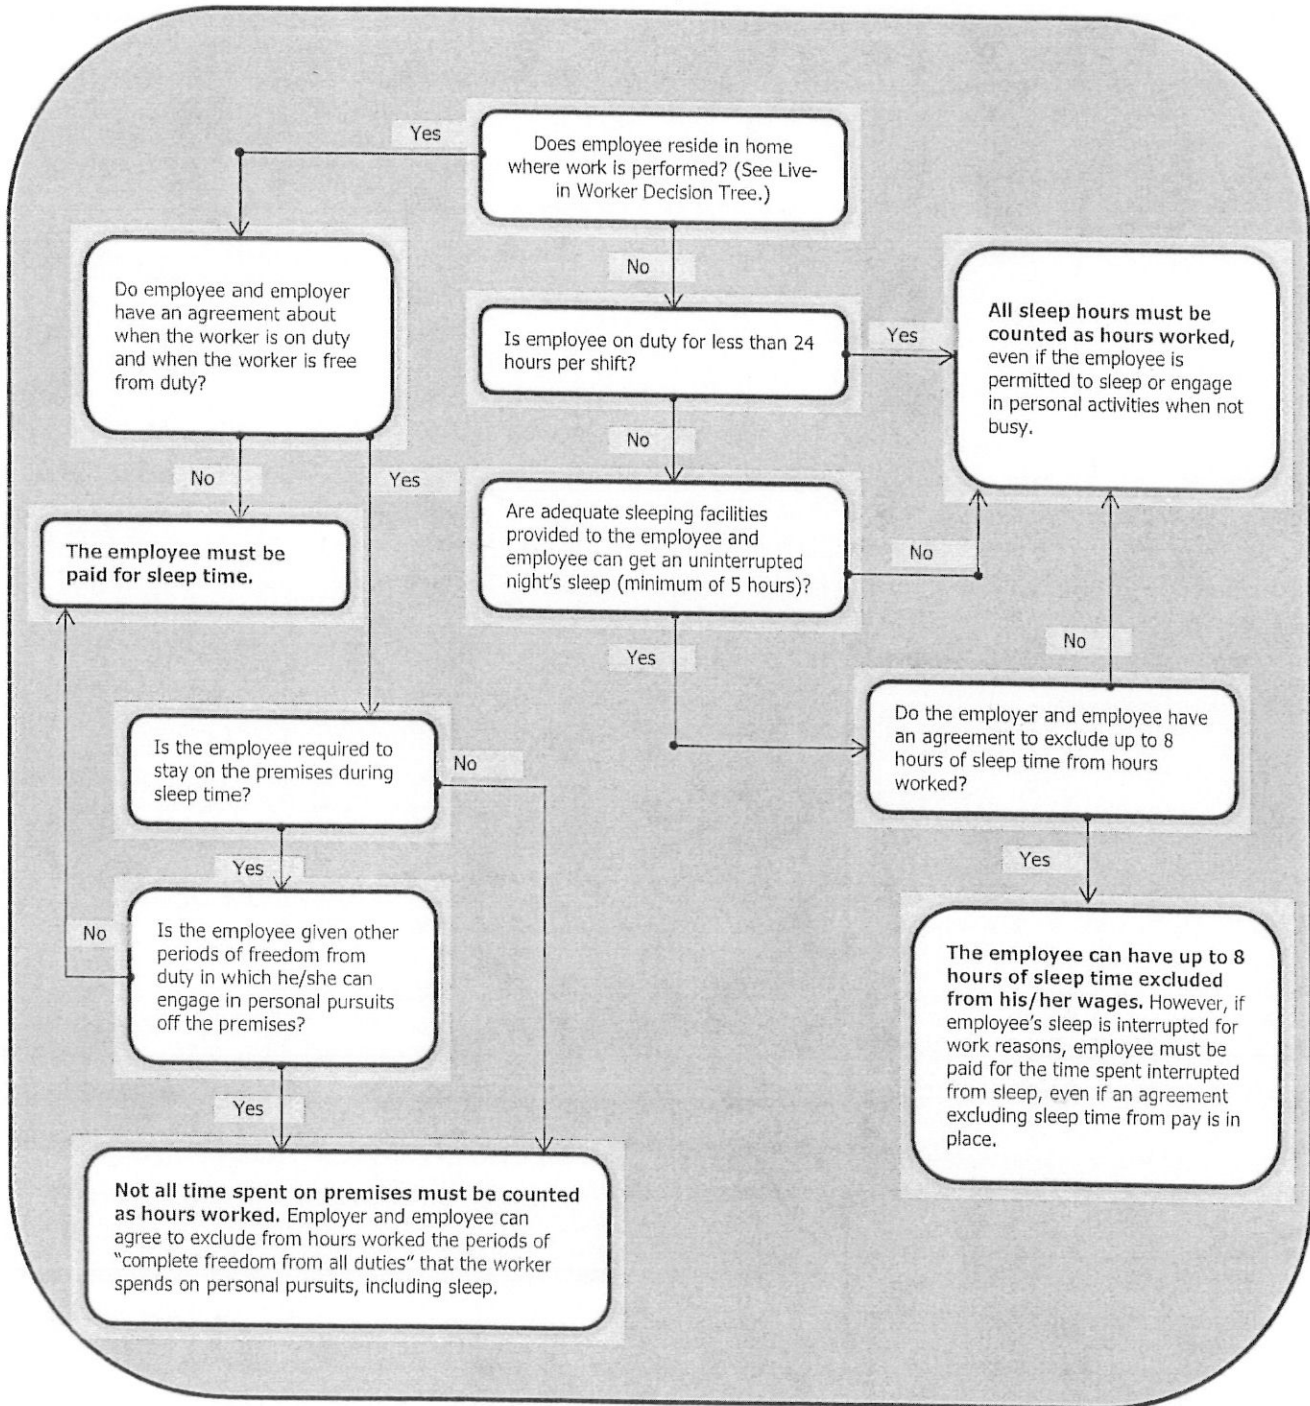 Yes
Does employee reside in home
where work is performed? (See Live-
in Worker Decision Tree.)
No
Do employee and employer
have an agreement about
when the worker is on duty
and when the worker is free
from duty?
Is employee on duty for less than 24
hours per shift?
Yes
All sleep hours must be
counted as hours worked,
even if the employee is
permitted to sleep or engage
in personal activities when not
busy.
No
No
Yes
The employee must be
paid for sleep time.
Are adequate sleeping facilities
provided to the employee and
employee can get an uninterrupted
night's sleep (minimum of 5 hours)?
No
Yes
No
Is the employee required to
stay on the premises during
sleep time?
No
Do the employer and employee have
an agreement to exclude up to 8
hours of sleep time from hours
worked?
Yes
Yes
No
Is the employee given other
periods of freedom from
duty in which he/she can
engage in personal pursuits
off the premises?
The employee can have up to 8
hours of sleep time excluded
from his/her wages. However, if
employee's sleep is interrupted for
work reasons, employee must be
paid for the time spent interrupted
from sleep, even if an agreement
excluding sleep time from pay is in
place.
Yes
Not all time spent on premises must be counted
as hours worked. Employer and employee can
agree to exclude from hours worked the periods of
"complete freedom from all duties" that the worker
spends on personal pursuits, including sleep.